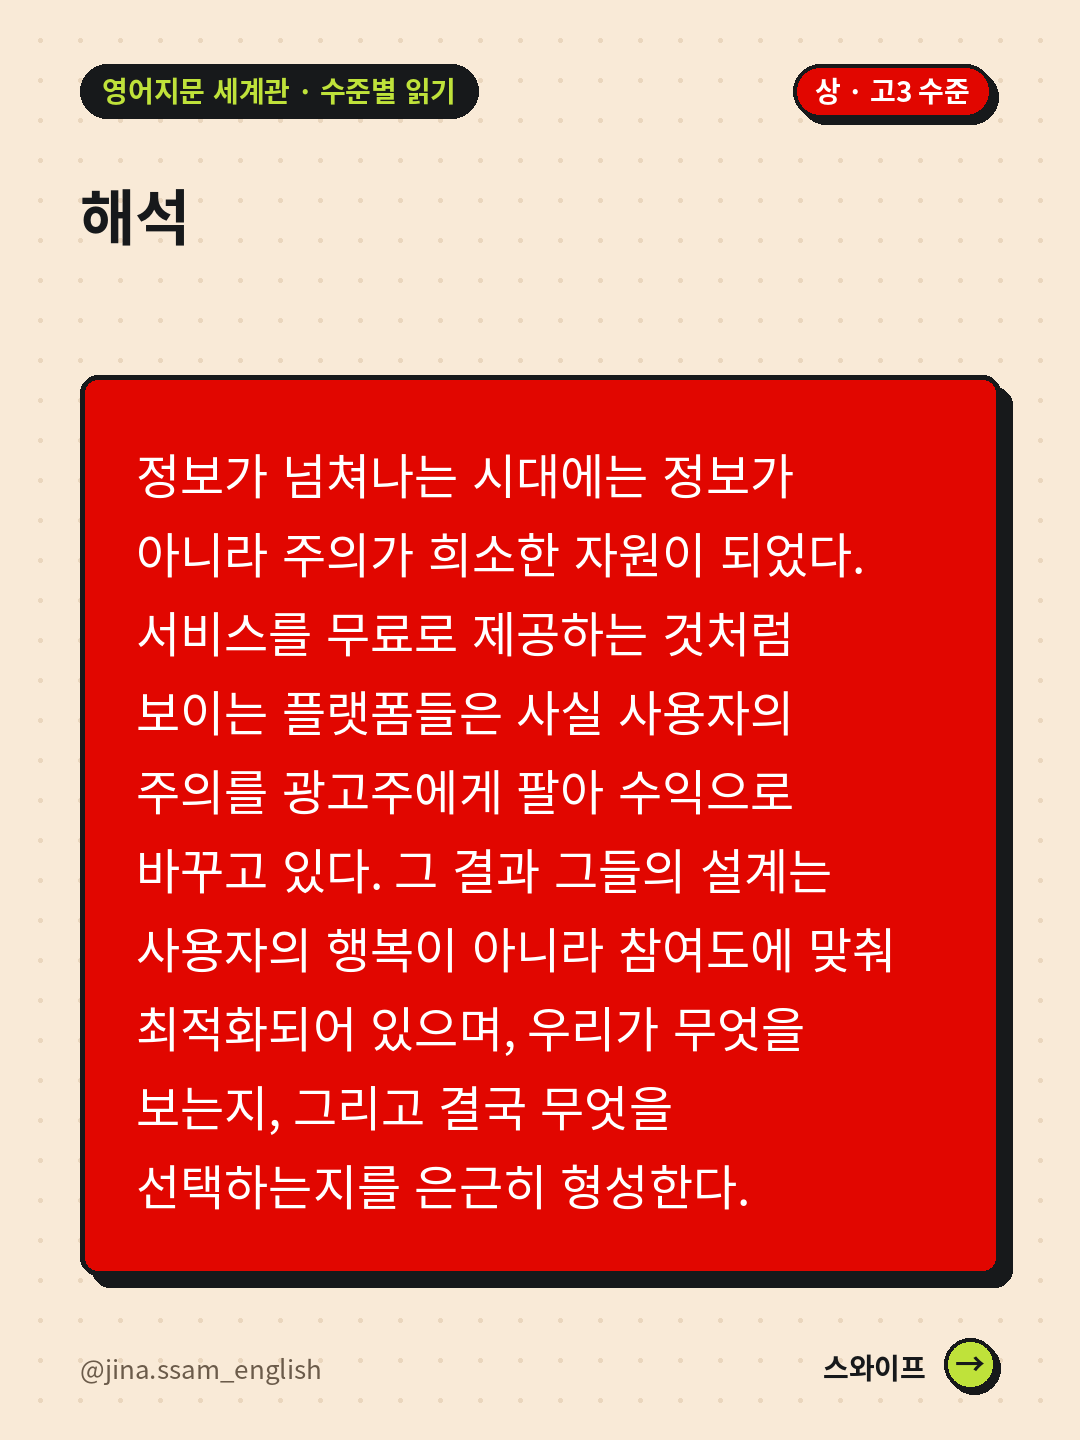 영어지문 세계관 · 수준별 읽기
상 · 고3 수준
해석
정보가 넘쳐나는 시대에는 정보가
아니라 주의가 희소한 자원이 되었다.
서비스를 무료로 제공하는 것처럼
보이는 플랫폼들은 사실 사용자의
주의를 광고주에게 팔아 수익으로
바꾸고 있다. 그 결과 그들의 설계는
사용자의 행복이 아니라 참여도에 맞춰
최적화되어 있으며, 우리가 무엇을
보는지, 그리고 결국 무엇을
선택하는지를 은근히 형성한다.
@jina.ssam_english
스와이프 →